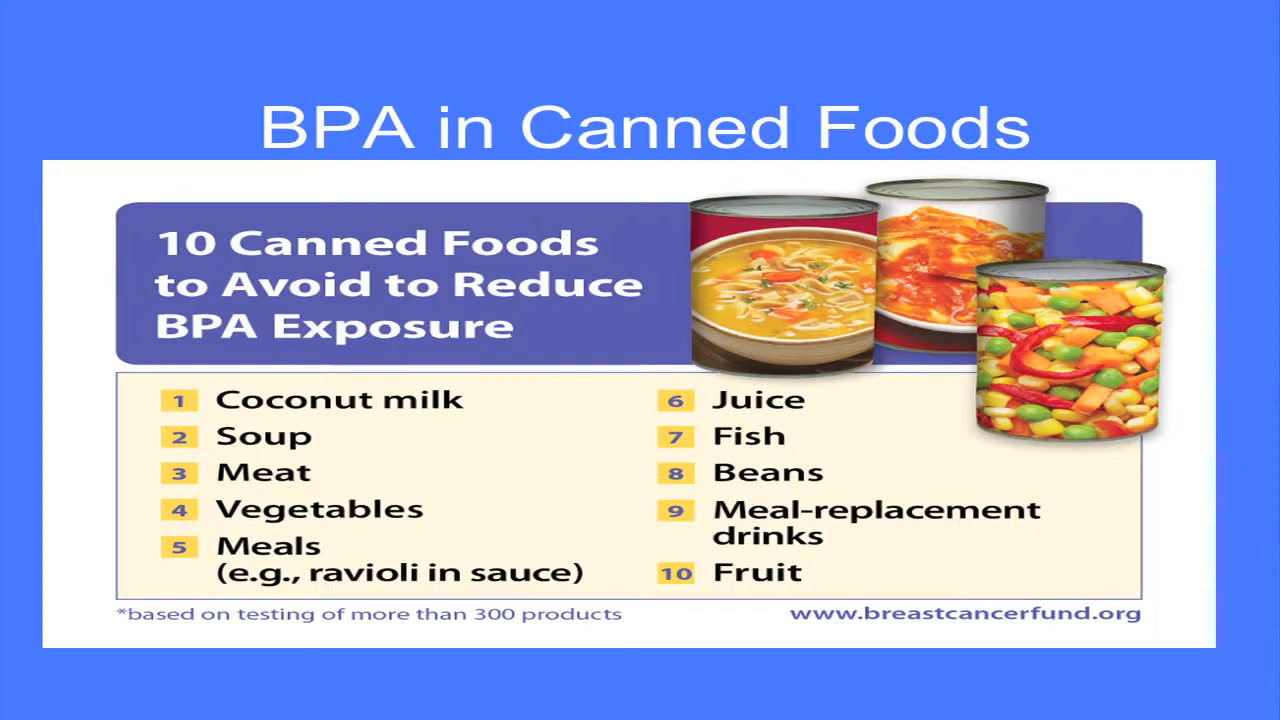 BPA in Canned Foods
10 Canned Foods
to Avoid to Reduce
BPA Exposure
1 Coconut milk
2 Soup
3 Meat
4 Vegetables
5 Meals
(e.g., ravioli in sauce)
6 Juice
7 Fish
8 Beans
9 Meal-replacement
drinks
10 Fruit
*based on testing of more than 300 products
www.breastcancerfund.org